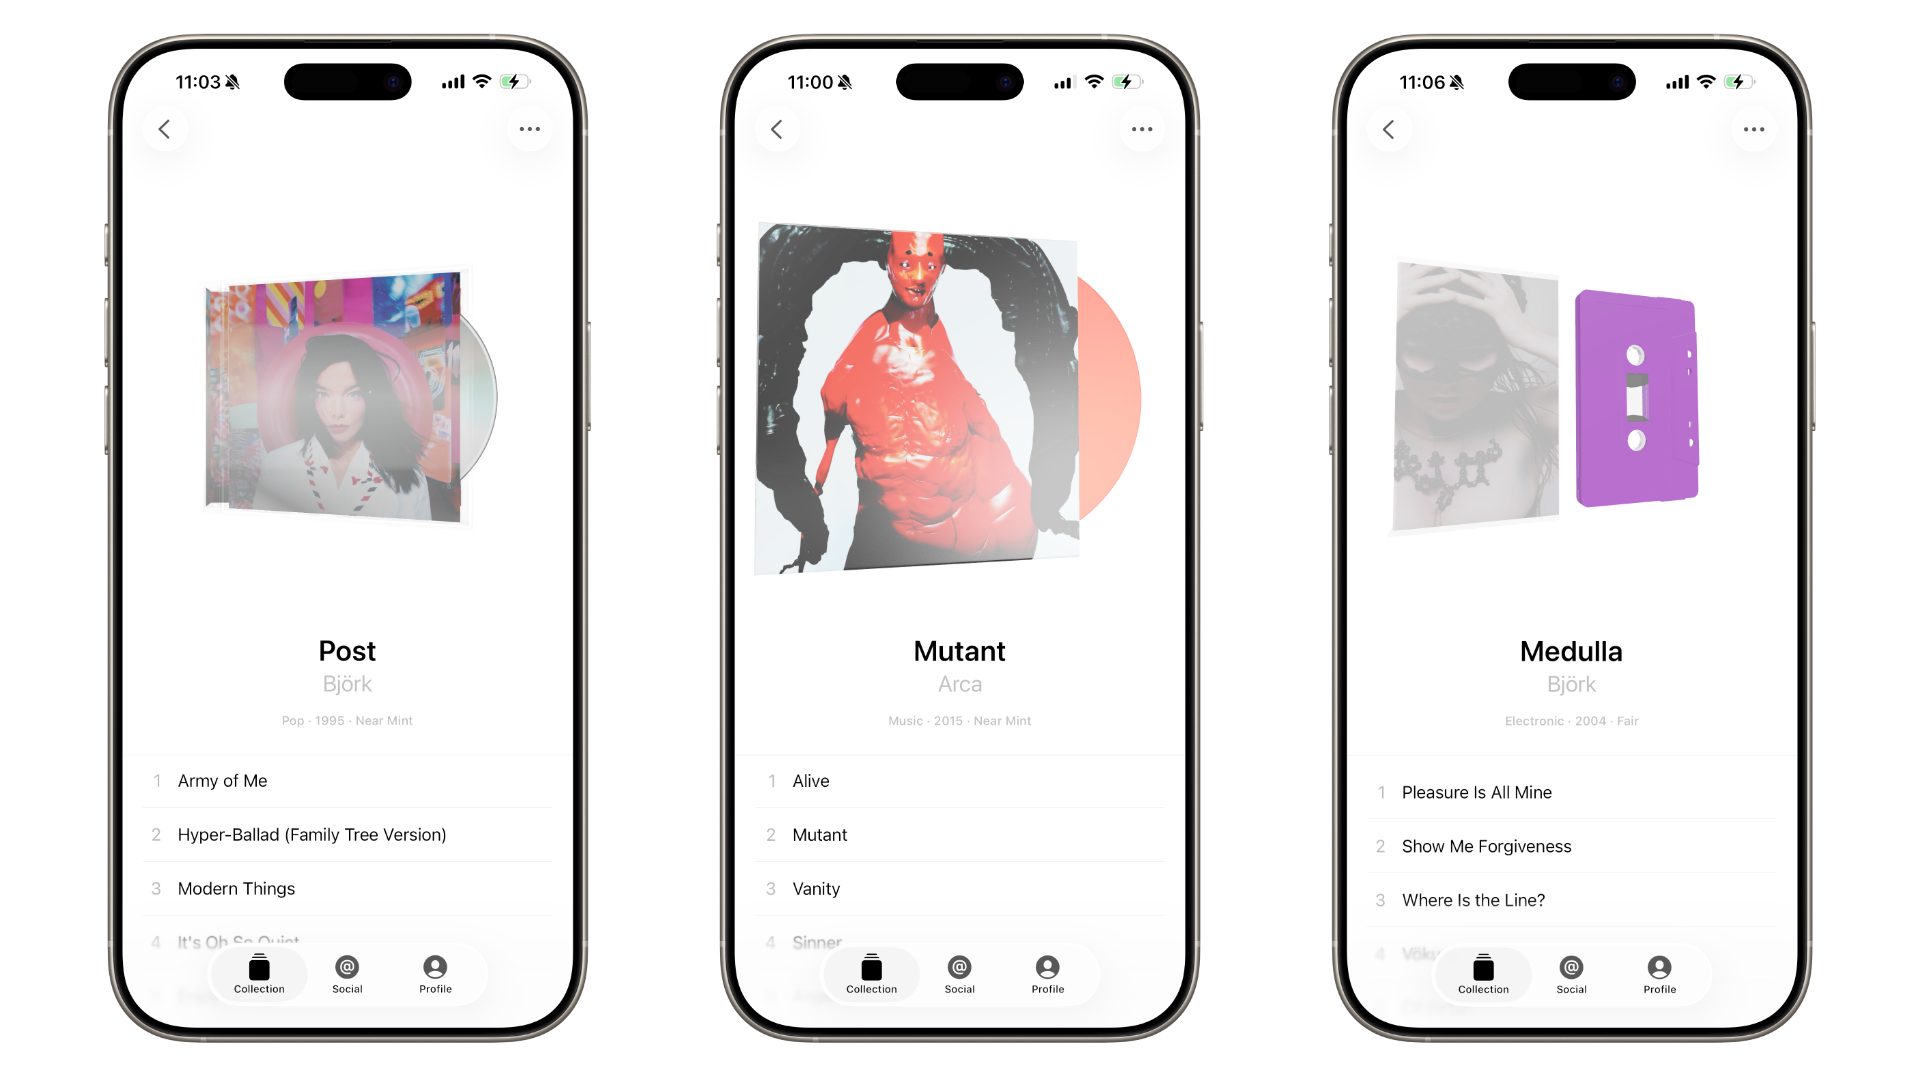 11:03
Post
Björk
Pop · 1995 · Near Mint
1 Army of Me
2 Hyper-Ballad (Family Tree Version)
3 Modern Things
4 It's Oh So Quiet
Collection
Social
Profile
11:00
Mutant
Arca
Music · 2015 · Near Mint
1 Alive
2 Mutant
3 Vanity
4 Sinner
Collection
Social
Profile
11:06
Medulla
Björk
Electronic · 2004 · Fair
1 Pleasure Is All Mine
2 Show Me Forgiveness
3 Where Is the Line?
4
Collection
Social
Profile